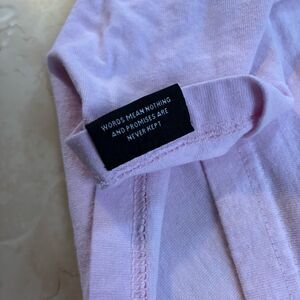 WORDS MEAN NOTHING
AND PROMISES ARE
NEVER KEPT